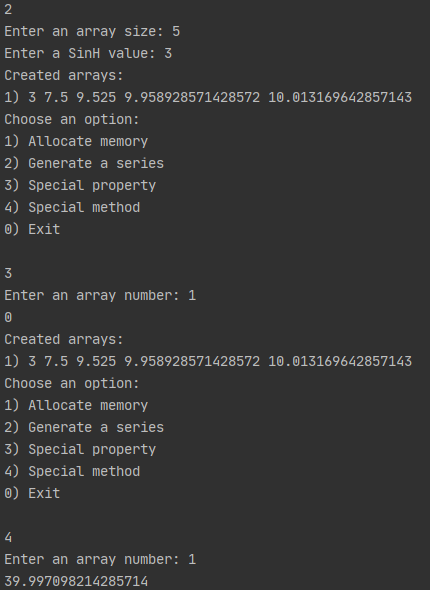 2
Enter an array size: 5
Enter a SinH value: 3
Created arrays:
1) 3 7.5 9.525 9.958928571428572 10.013169642857143
Choose an option:
1) Allocate memory
2) Generate a series
3) Special property
4) Special method
0) Exit
3
Enter an array number: 1
0
Created arrays:
1) 3 7.5 9.525 9.958928571428572 10.013169642857143
Choose an option:
1) Allocate memory
2) Generate a series
3) Special property
4) Special method
0) Exit
4
Enter an array number: 1
39.997098214285714